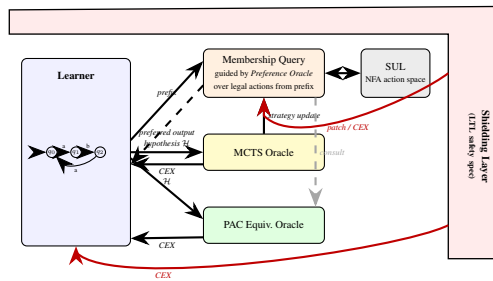 Learner
q0
a
q1
b
q2
a
prefix
Membership Query
guided by Preference Oracle
over legal actions from prefix
SUL
NFA action space
strategy update
patch / CEX
preferred output
hypothesis ℋ
MCTS Oracle
consult
CEX
ℋ
PAC Equiv. Oracle
CEX
CEX
Shielding Layer
(LTL safety spec)